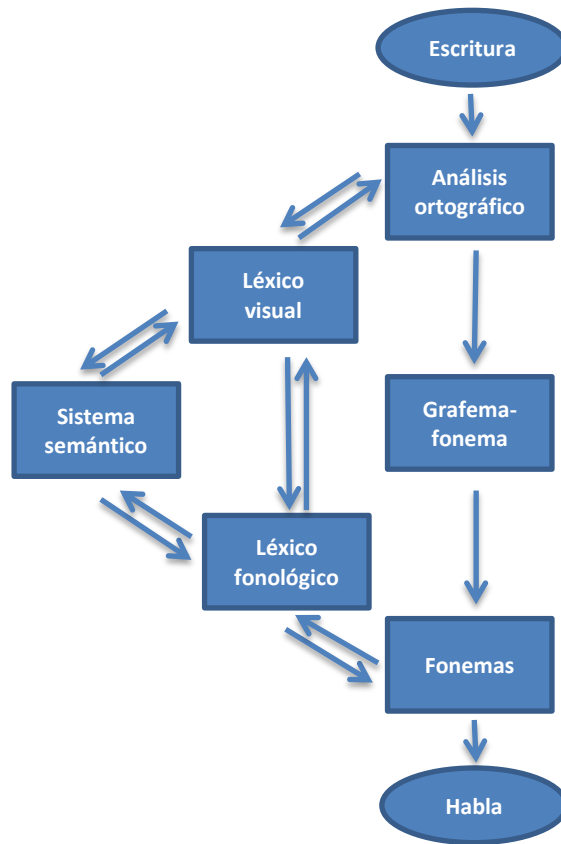 Escritura
Análisis
ortográfico
Léxico
visual
Sistema
semántico
Grafema-
fonema
Léxico
fonológico
Fonemas
Habla